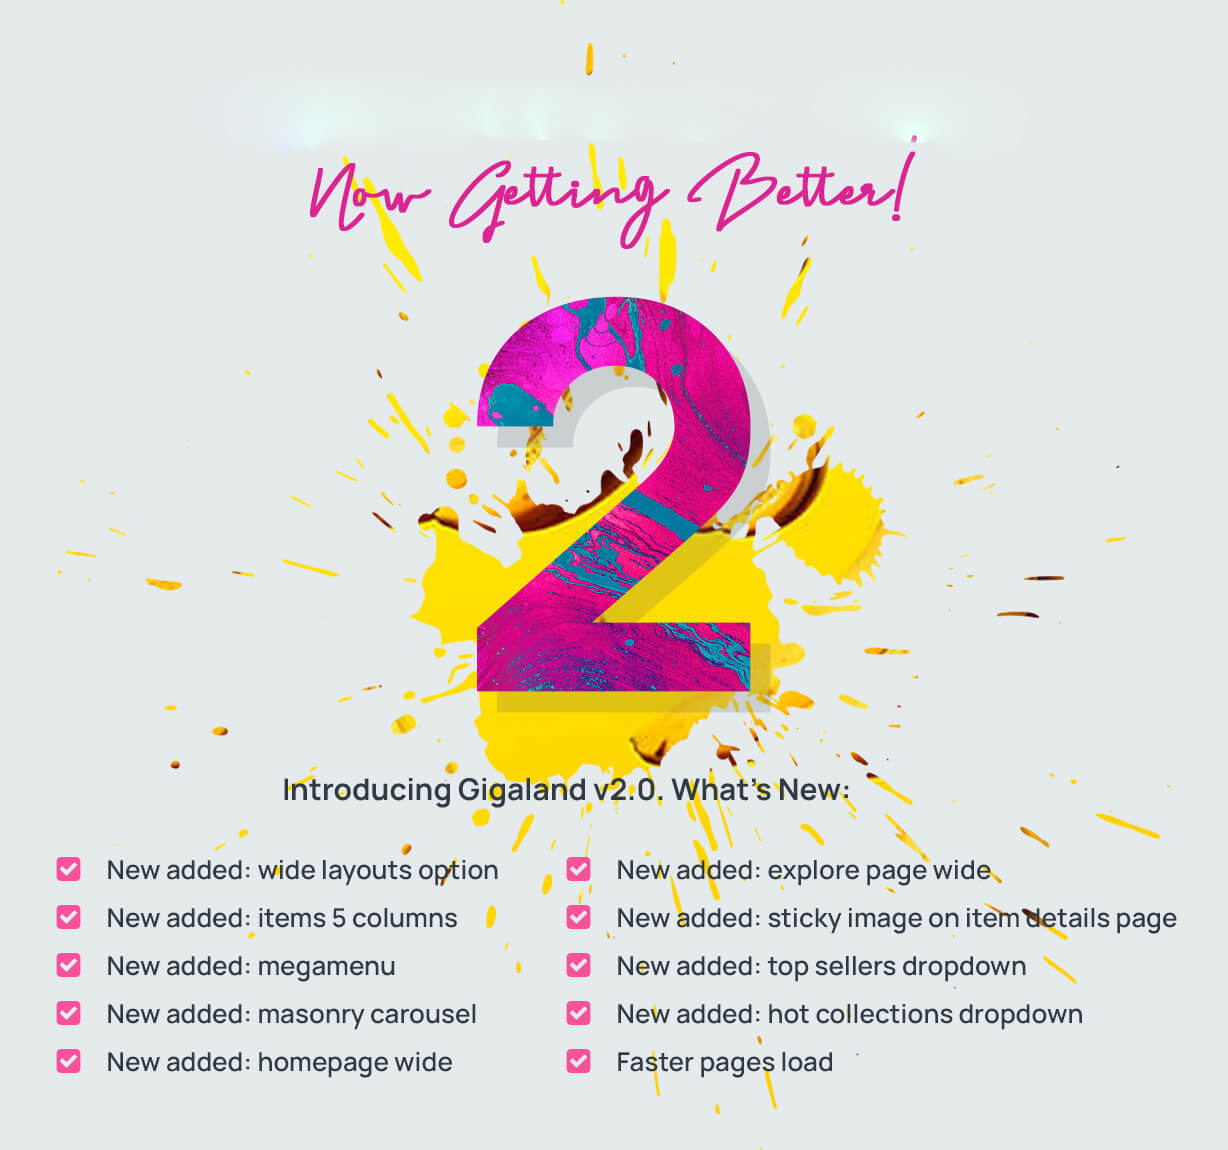 Now Getting Better!
2
Introducing Gigaland v2.0. What's New:
New added: wide layouts option
New added: items 5 columns
New added: megamenu
New added: masonry carousel
New added: homepage wide
New added: explore page wide
New added: sticky image on item details page
New added: top sellers dropdown
New added: hot collections dropdown
Faster pages load